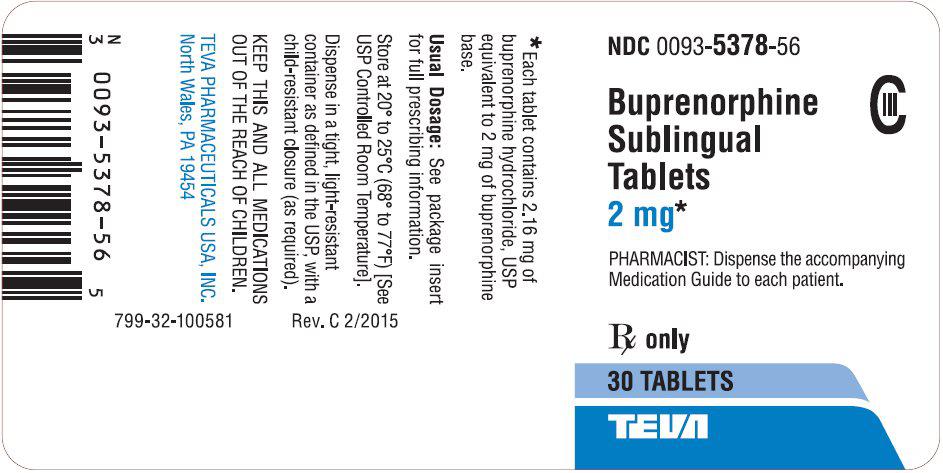 NDC 0093-5378-56
CIII
Buprenorphine
Sublingual
Tablets
2 mg*
PHARMACIST: Dispense the accompanying
Medication Guide to each patient.
Rx only
30 TABLETS
TEVA
*Each tablet contains 2.16 mg of
buprenorphine hydrochloride, USP
equivalent to 2 mg of buprenorphine
base.
Usual Dosage: See package insert
for full prescribing information.
Store at 20° to 25°C (68° to 77°F) [See
USP Controlled Room Temperature].
Dispense in a tight, light-resistant
container as defined in the USP, with a
child-resistant closure (as required).
KEEP THIS AND ALL MEDICATIONS
OUT OF THE REACH OF CHILDREN.
TEVA PHARMACEUTICALS USA, INC.
North Wales, PA 19454
799-32-100581 Rev. C 2/2015
N
3 0093-5378-56 5